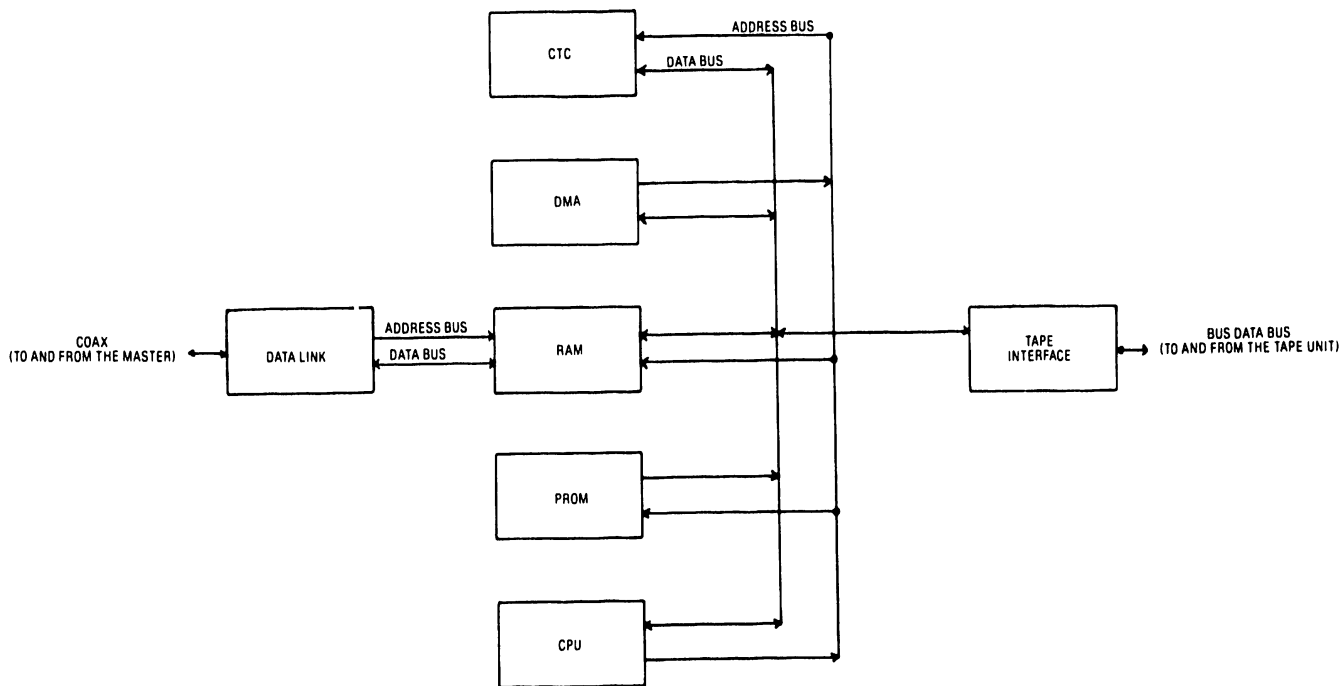 CTC
ADDRESS BUS
DATA BUS
DMA
COAX
(TO AND FROM THE MASTER)
DATA LINK
ADDRESS BUS
DATA BUS
RAM
TAPE
INTERFACE
BUS DATA BUS
(TO AND FROM THE TAPE UNIT)
PROM
CPU